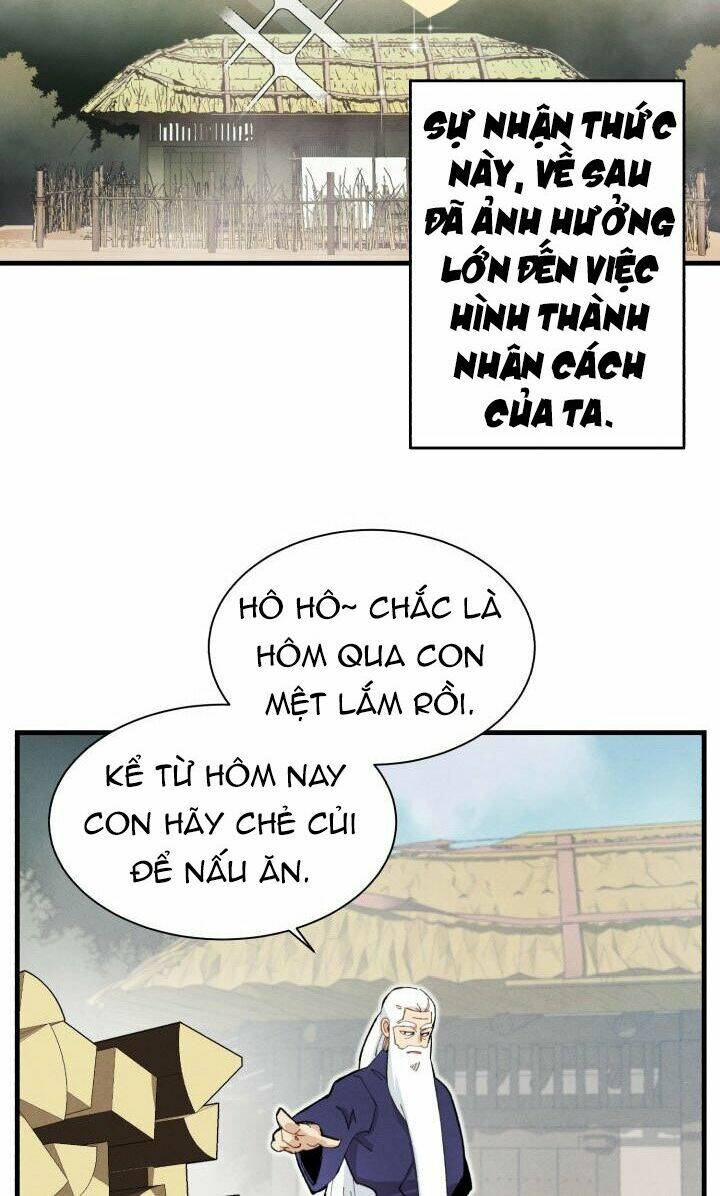 SỰ NHẬN THỨC
NÀY, VỀ SAU
ĐÃ ẢNH HƯỞNG
LỚN ĐẾN VIỆC
HÌNH THÀNH
NHÂN CÁCH
CỦA TA.
HÔ HÔ~ CHẮC LÀ
HÔM QUA CON
MỆT LẮM RỒI.
KỂ TỪ HÔM NAY
CON HÃY CHẺ CỦI
ĐỂ NẤU ĂN.